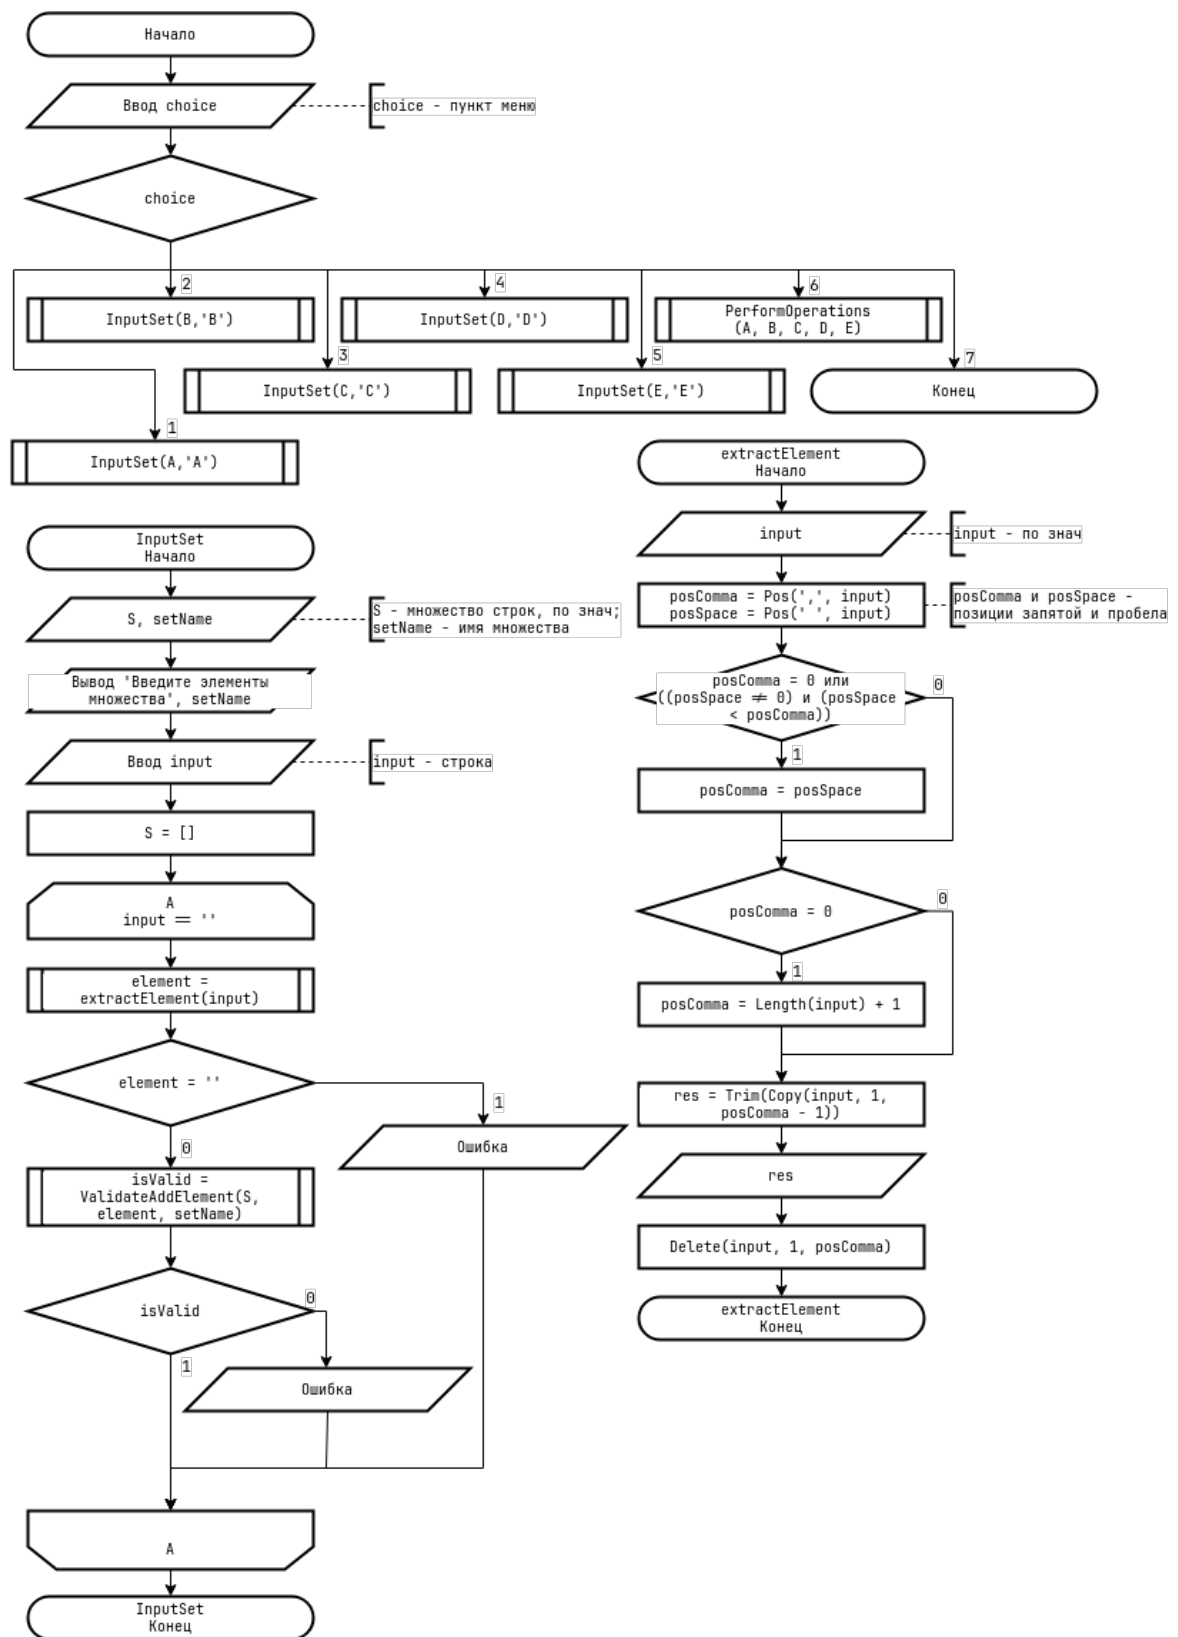 Начало
Ввод choice
choice - пункт меню
choice
2
4
6
InputSet(B,'B')
InputSet(D,'D')
PerformOperations
(A, B, C, D, E)
3
5
7
InputSet(C,'C')
InputSet(E,'E')
Конец
1
InputSet(A,'A')
InputSet
Начало
S, setName
S - множество строк, по знач;
setName - имя множества
Вывод 'Введите элементы
множества', setName
Ввод input
input - строка
S = []
A
input == ''
element =
extractElement(input)
element = ''
1
Ошибка
0
isValid =
ValidateAddElement(S,
element, setName)
isValid
0
1
Ошибка
A
InputSet
Конец
extractElement
Начало
input
input - по знач
posComma = Pos(',', input)
posSpace = Pos(' ', input)
posComma и posSpace -
позиции запятой и пробела
posComma = 0 или
((posSpace ≠ 0) и (posSpace
< posComma))
0
1
posComma = posSpace
posComma = 0
0
1
posComma = Length(input) + 1
res = Trim(Copy(input, 1,
posComma - 1))
res
Delete(input, 1, posComma)
extractElement
Конец